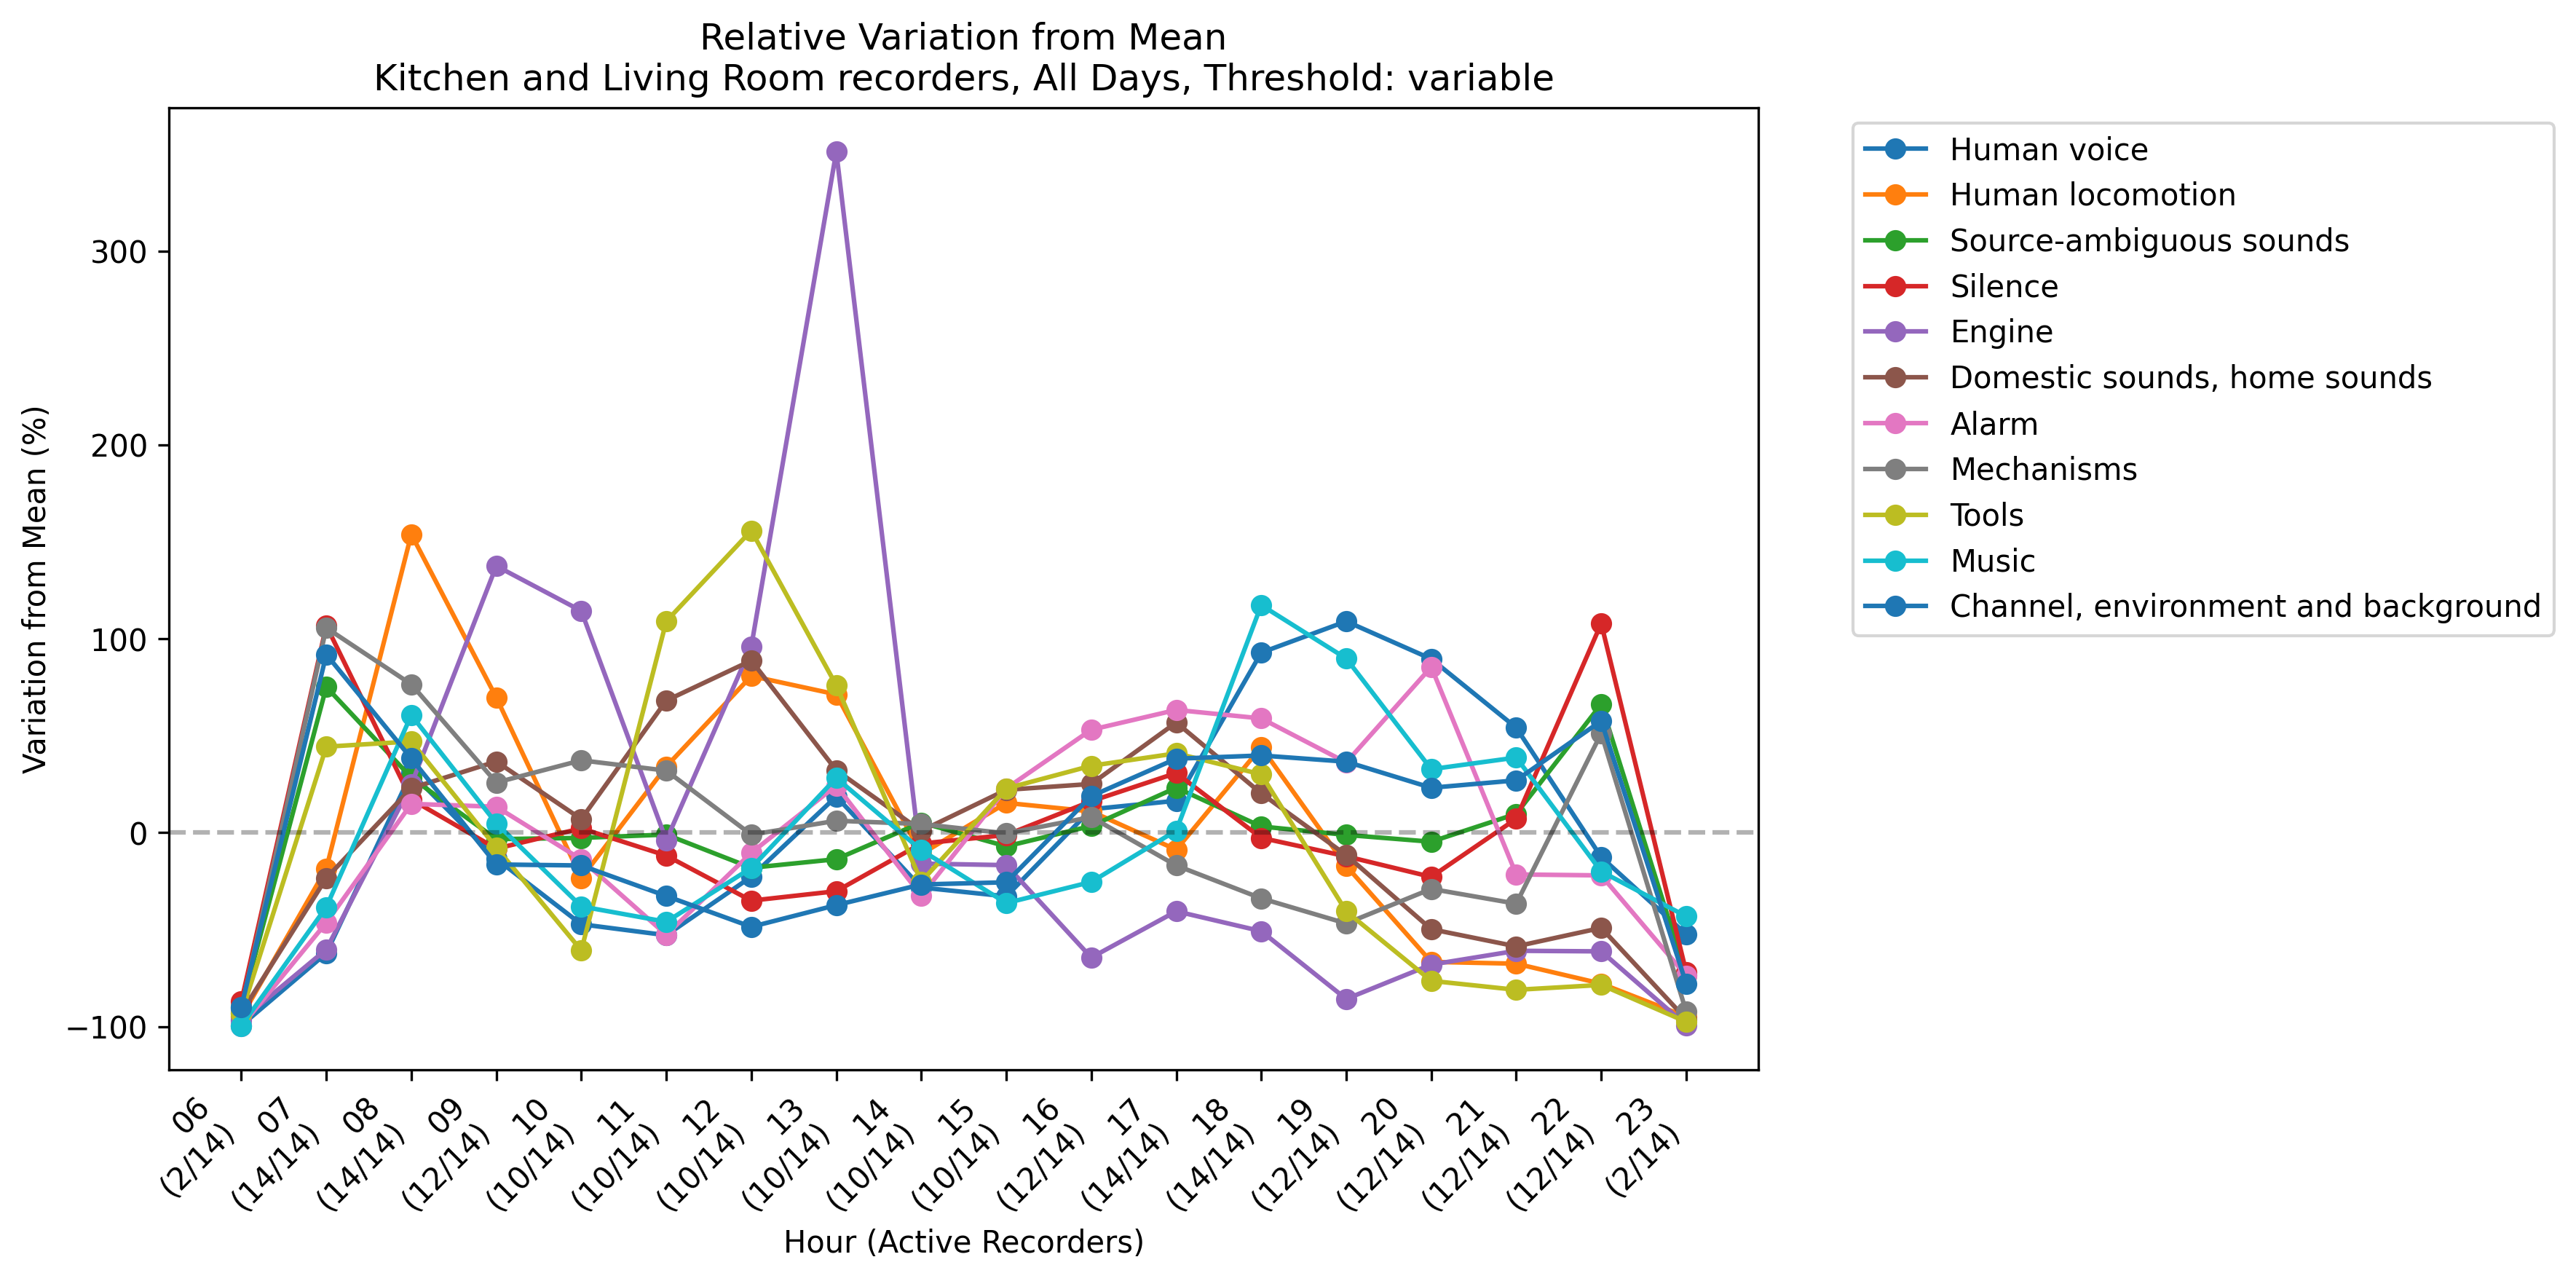 Relative Variation from Mean
Kitchen and Living Room recorders, All Days, Threshold: variable
Variation from Mean (%)
300
200
100
0
−100
06
(2/14)
07
(14/14)
08
(14/14)
09
(12/14)
10
(10/14)
11
(10/14)
12
(10/14)
13
(10/14)
14
(10/14)
15
(10/14)
16
(12/14)
17
(14/14)
18
(14/14)
19
(12/14)
20
(12/14)
21
(12/14)
22
(12/14)
23
(2/14)
Hour (Active Recorders)
Human voice
Human locomotion
Source-ambiguous sounds
Silence
Engine
Domestic sounds, home sounds
Alarm
Mechanisms
Tools
Music
Channel, environment and background